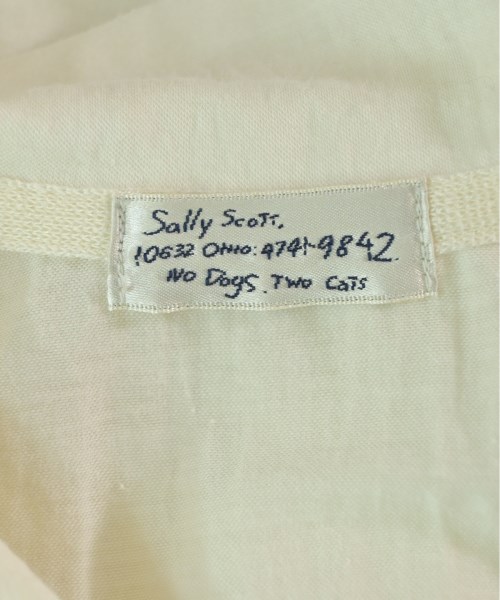 Sally Scott.
10632 OHIO: 4741-9842.
NO DOgS. TWO CATS